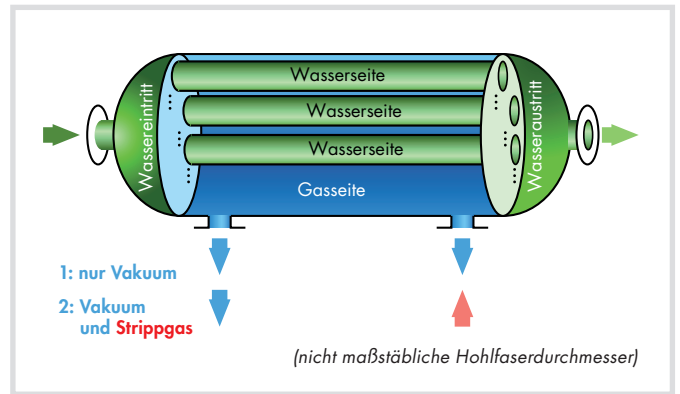 Wassereintritt
Wasserseite
Wasserseite
Wasserseite
Gasseite
Wasseraustritt
1: nur Vakuum
2: Vakuum
und Strippgas
(nicht maßstäbliche Hohlfaserdurchmesser)